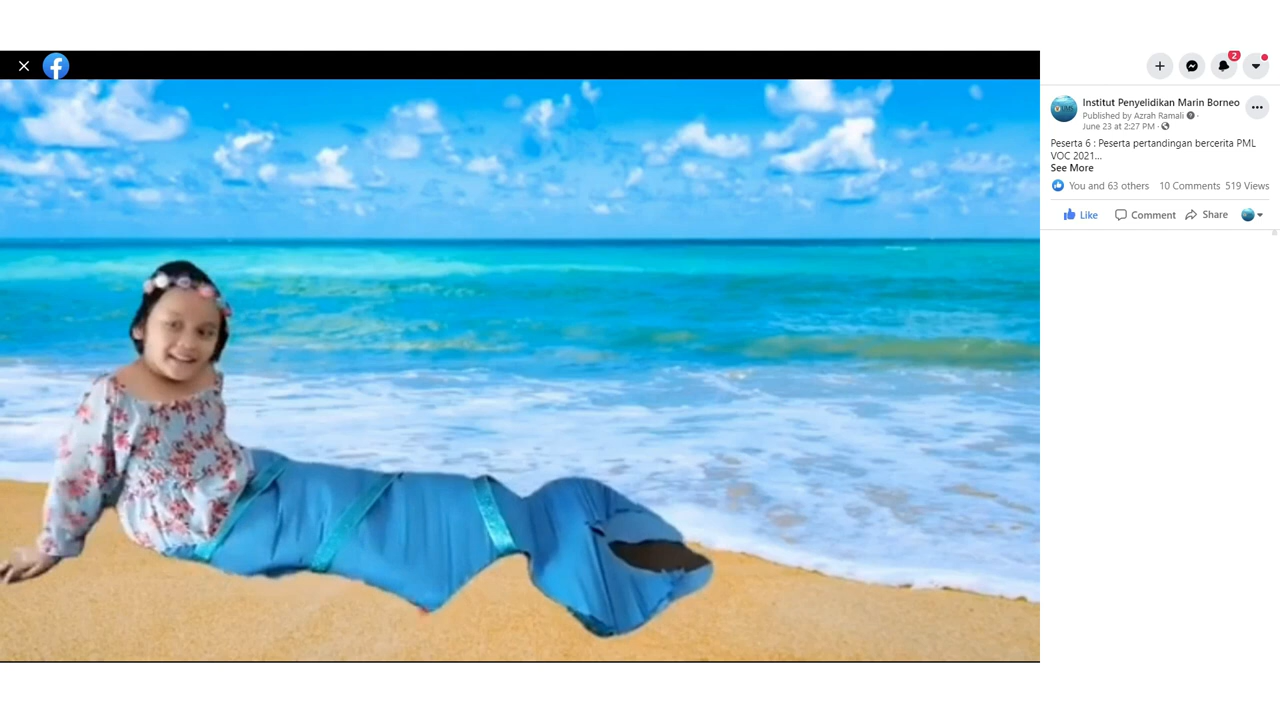 2
Institut Penyelidikan Marin Borneo
Published by Azrah Ramali ·
June 23 at 2:27 PM ·
Peserta 6 : Peserta pertandingan bercerita PML
VOC 2021...
See More
You and 63 others 10 Comments 519 Views
Like Comment Share